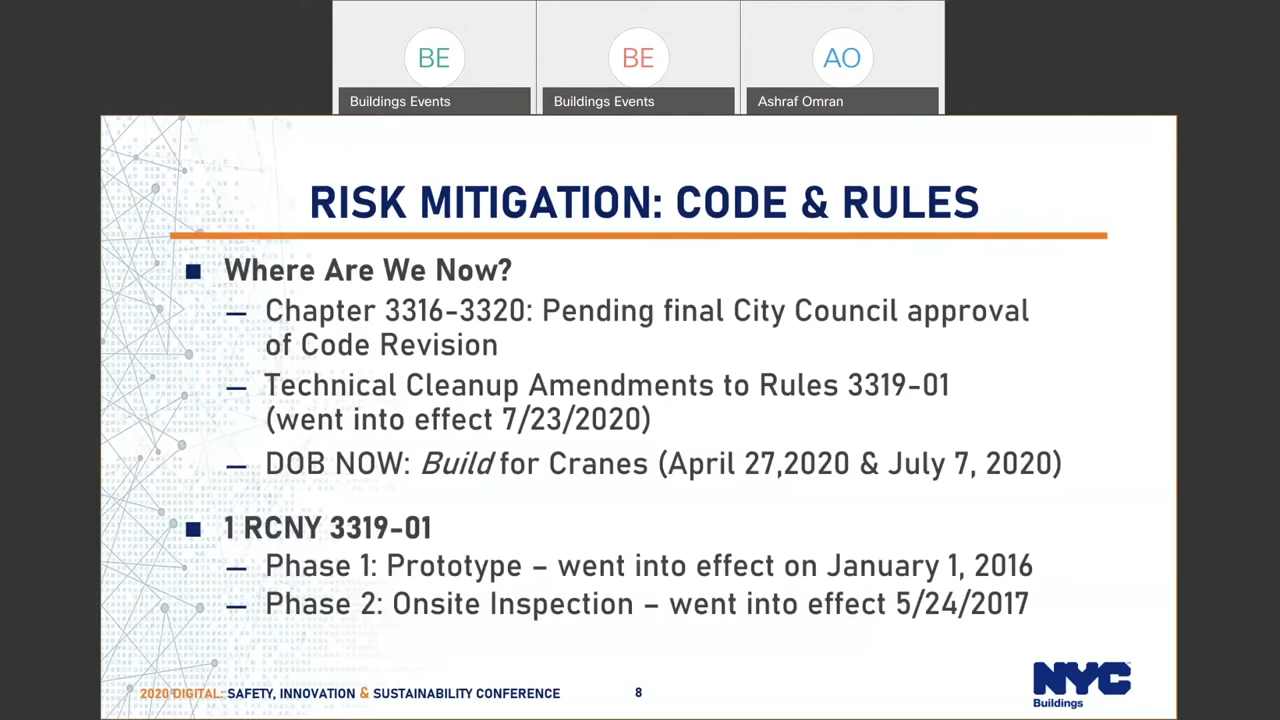 BE
BE
AO
Buildings Events
Buildings Events
Ashraf Omran
RISK MITIGATION: CODE & RULES
Where Are We Now?
– Chapter 3316-3320: Pending final City Council approval
of Code Revision
– Technical Cleanup Amendments to Rules 3319-01
(went into effect 7/23/2020)
– DOB NOW: Build for Cranes (April 27,2020 & July 7, 2020)
1 RCNY 3319-01
– Phase 1: Prototype – went into effect on January 1, 2016
– Phase 2: Onsite Inspection – went into effect 5/24/2017
2020 DIGITAL: SAFETY, INNOVATION & SUSTAINABILITY CONFERENCE
8
NYC
Buildings